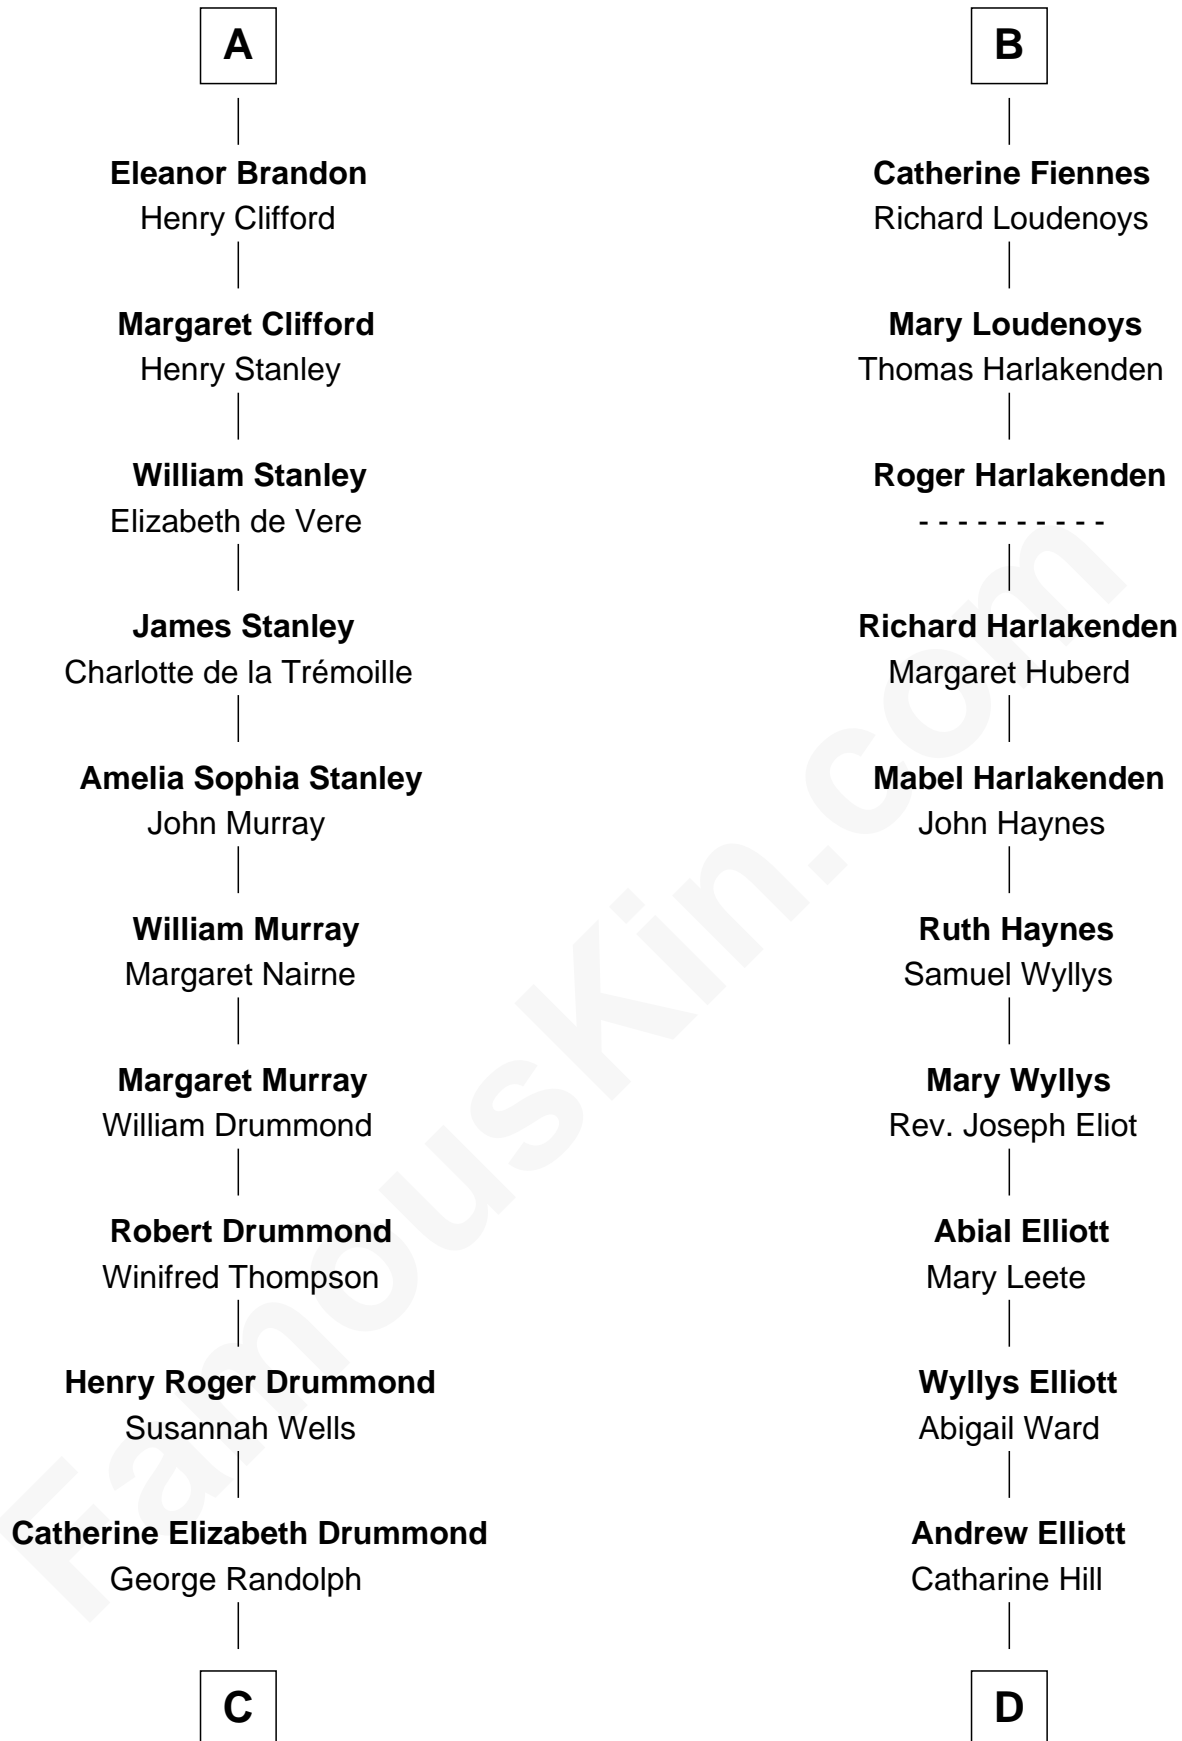 A
Eleanor Brandon
Henry Clifford
Margaret Clifford
Henry Stanley
William Stanley
Elizabeth de Vere
James Stanley
Charlotte de la Trémoille
Amelia Sophia Stanley
John Murray
William Murray
Margaret Nairne
Margaret Murray
William Drummond
Robert Drummond
Winifred Thompson
Henry Roger Drummond
Susannah Wells
Catherine Elizabeth Drummond
George Randolph
C
B
Catherine Fiennes
Richard Loudenoys
Mary Loudenoys
Thomas Harlakenden
Roger Harlakenden
- - - - - - - - - -
Richard Harlakenden
Margaret Huberd
Mabel Harlakenden
John Haynes
Ruth Haynes
Samuel Wyllys
Mary Wyllys
Rev. Joseph Eliot
Abial Elliott
Mary Leete
Wyllys Elliott
Abigail Ward
Andrew Elliott
Catharine Hill
D
FamousKin.com